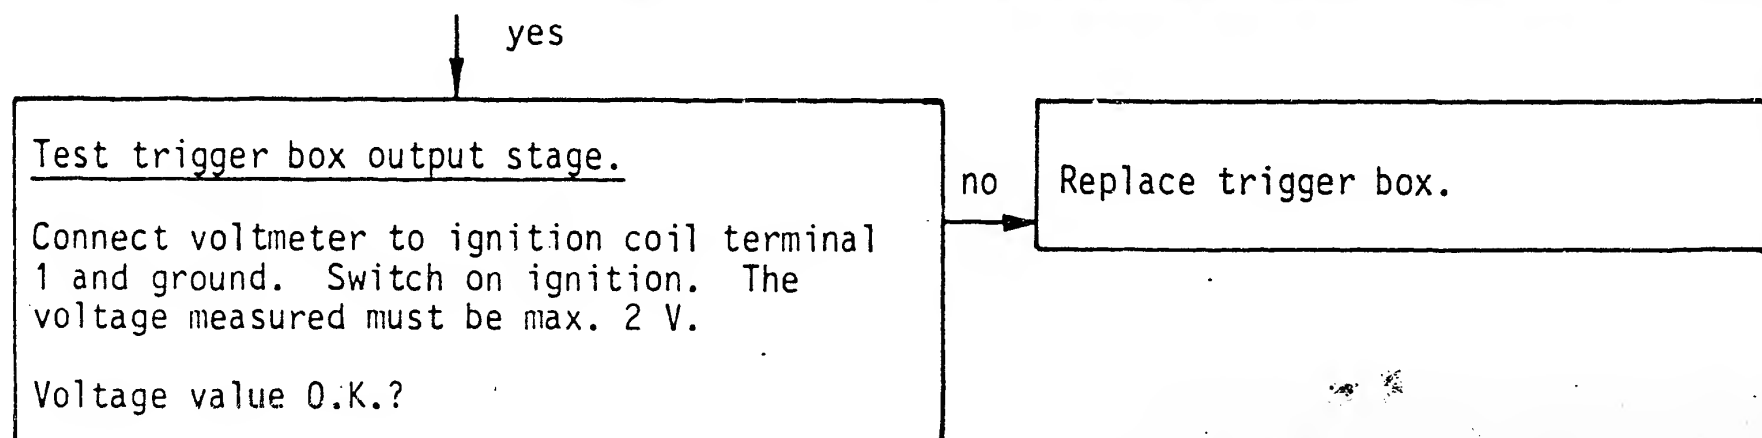 yes
Test trigger box output stage.
no
Replace trigger box.
Connect voltmeter to ignition coil terminal
1 and ground. Switch on ignition. The
voltage measured must be max. 2 V.
Voltage value O.K.?